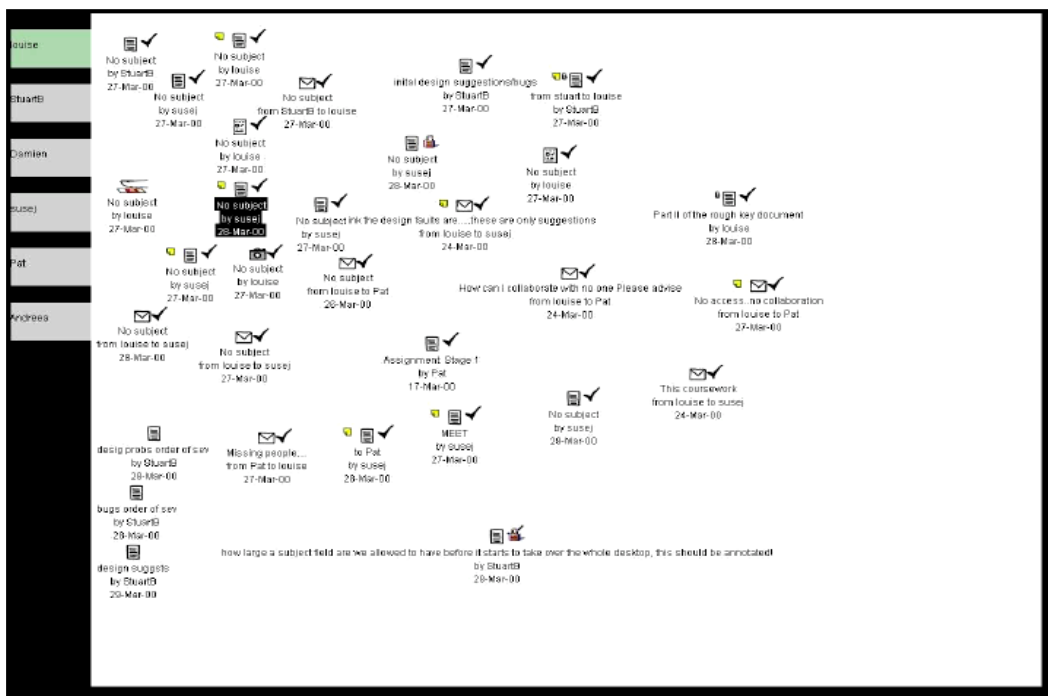 louise
StuartB
Damien
susej
Pat
Andreea
No subject
by StuartB
27-Mar-00
No subject
by louise
27-Mar-00
No subject
by susej
27-Mar-00
No subject
from StuartB to louise
27-Mar-00
initial design suggestions/bugs
by StuartB
27-Mar-00
from stuart to louise
by StuartB
27-Mar-00
No subject
by louise
27-Mar-00
No subject
by susej
28-Mar-00
No subject
by louise
27-Mar-00
No subject
by louise
27-Mar-00
No subject
by susej
28-Mar-00
No subject
by susej
27-Mar-00
ink the design faults are.....these are only suggestions
from louise to susej
24-Mar-00
Part II of the rough key document
by louise
28-Mar-00
No subject
by susej
27-Mar-00
No subject
by louise
27-Mar-00
No subject
from louise to Pat
28-Mar-00
How can I collaborate with no one Please advise
from louise to Pat
24-Mar-00
No access..no collaboration
from louise to Pat
27-Mar-00
No subject
from louise to susej
28-Mar-00
No subject
from louise to susej
27-Mar-00
Assignment: Stage 1
by Pat
17-Mar-00
This coursework
from louise to susej
24-Mar-00
No subject
by susej
28-Mar-00
MEET
by susej
27-Mar-00
desig probs order of sev
by StuartB
28-Mar-00
Missing people...
from Pat to louise
27-Mar-00
to Pat
by susej
28-Mar-00
bugs order of sev
by StuartB
28-Mar-00
how large a subject field are we allowed to have before it starts to take over the whole desktop, this should be annotated!
by StuartB
28-Mar-00
design suggsts
by StuartB
29-Mar-00